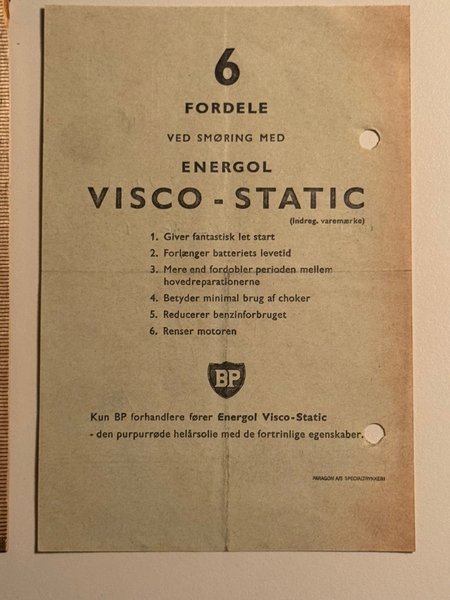 6
FORDELE
VED SMØRING MED
ENERGOL
VISCO - STATIC
(Indreg. varemærke)
1. Giver fantastisk let start
2. Forlænger batteriets levetid
3. Mere end fordobler perioden mellem
hovedreparationerne
4. Betyder minimal brug af choker
5. Reducerer benzinforbruget
6. Renser motoren
BP
Kun BP forhandlere fører Energol Visco-Static
- den purpurrøde helårsolie med de fortrinlige egenskaber.
PARAGON A/S SPECIALTRYKKERI